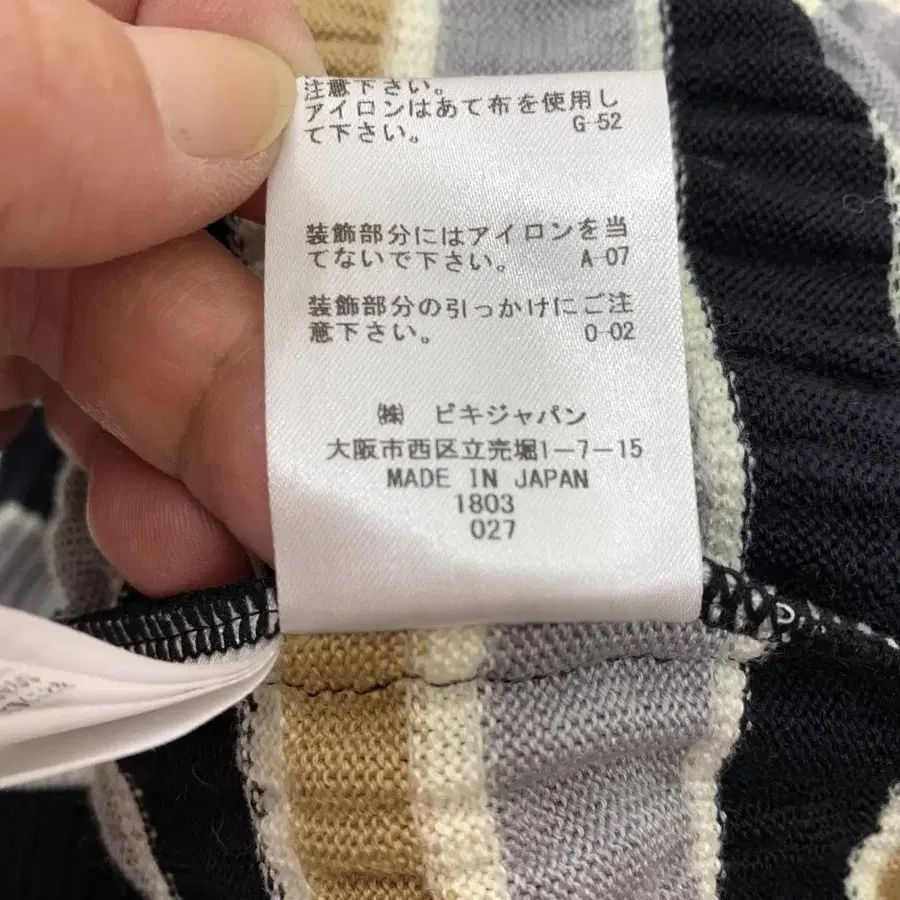 注意下さい。
アイロンはあて布を使用し
て下さい。 G-52
装飾部分にはアイロンを当
てないで下さい。 A-07
装飾部分の引っかけにご注
意下さい。 O-02
㈱ ビキジャパン
大阪市西区立売堀1-7-15
MADE IN JAPAN
1803
027